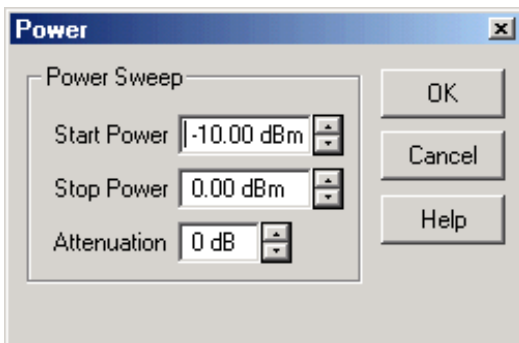 Power
Power Sweep
Start Power -10.00 dBm
Stop Power 0.00 dBm
Attenuation 0 dB
OK
Cancel
Help